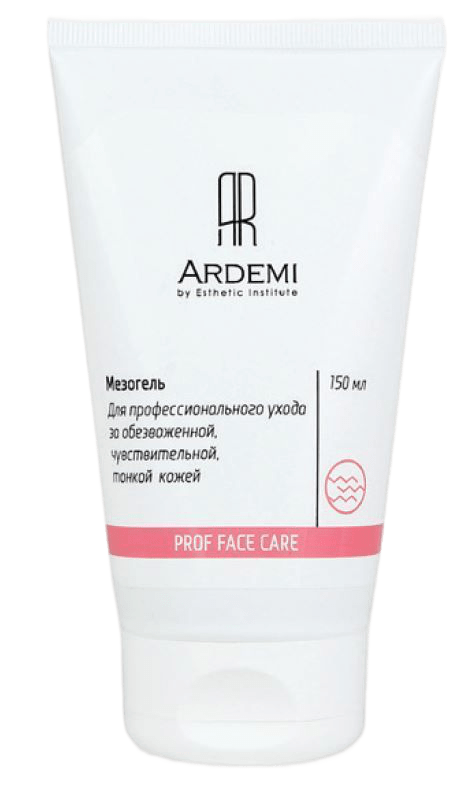 AR
ARDEMI
by Esthetic Institute
Мезогель
150 мл
Для профессионального ухода
за обезвоженной,
чувствительной,
тонкой кожей
PROF FACE CARE